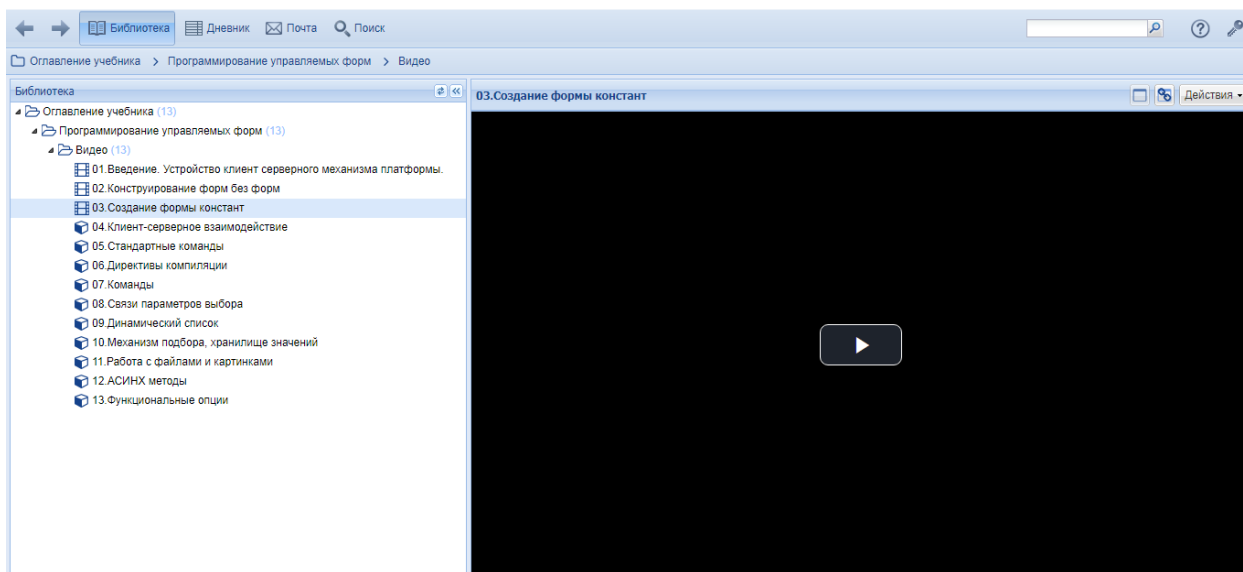 Библиотека Дневник Почта Поиск
Оглавление учебника > Программирование управляемых форм > Видео
Библиотека
03.Создание формы констант
Действия
Оглавление учебника (13)
Программирование управляемых форм (13)
Видео (13)
01.Введение. Устройство клиент серверного механизма платформы.
02.Конструирование форм без форм
03.Создание формы констант
04.Клиент-серверное взаимодействие
05.Стандартные команды
06.Директивы компиляции
07.Команды
08.Связи параметров выбора
09.Динамический список
10.Механизм подбора, хранилище значений
11.Работа с файлами и картинками
12.АСИНХ методы
13.Функциональные опции